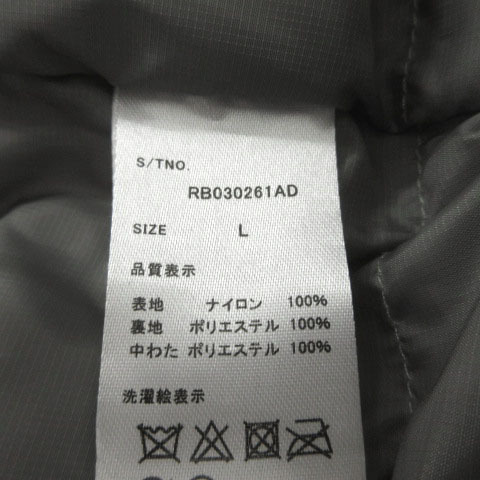 S/TNO.
RB030261AD
SIZE L
品質表示
表地 ナイロン 100%
裏地 ポリエステル 100%
中わた ポリエステル 100%
洗濯絵表示